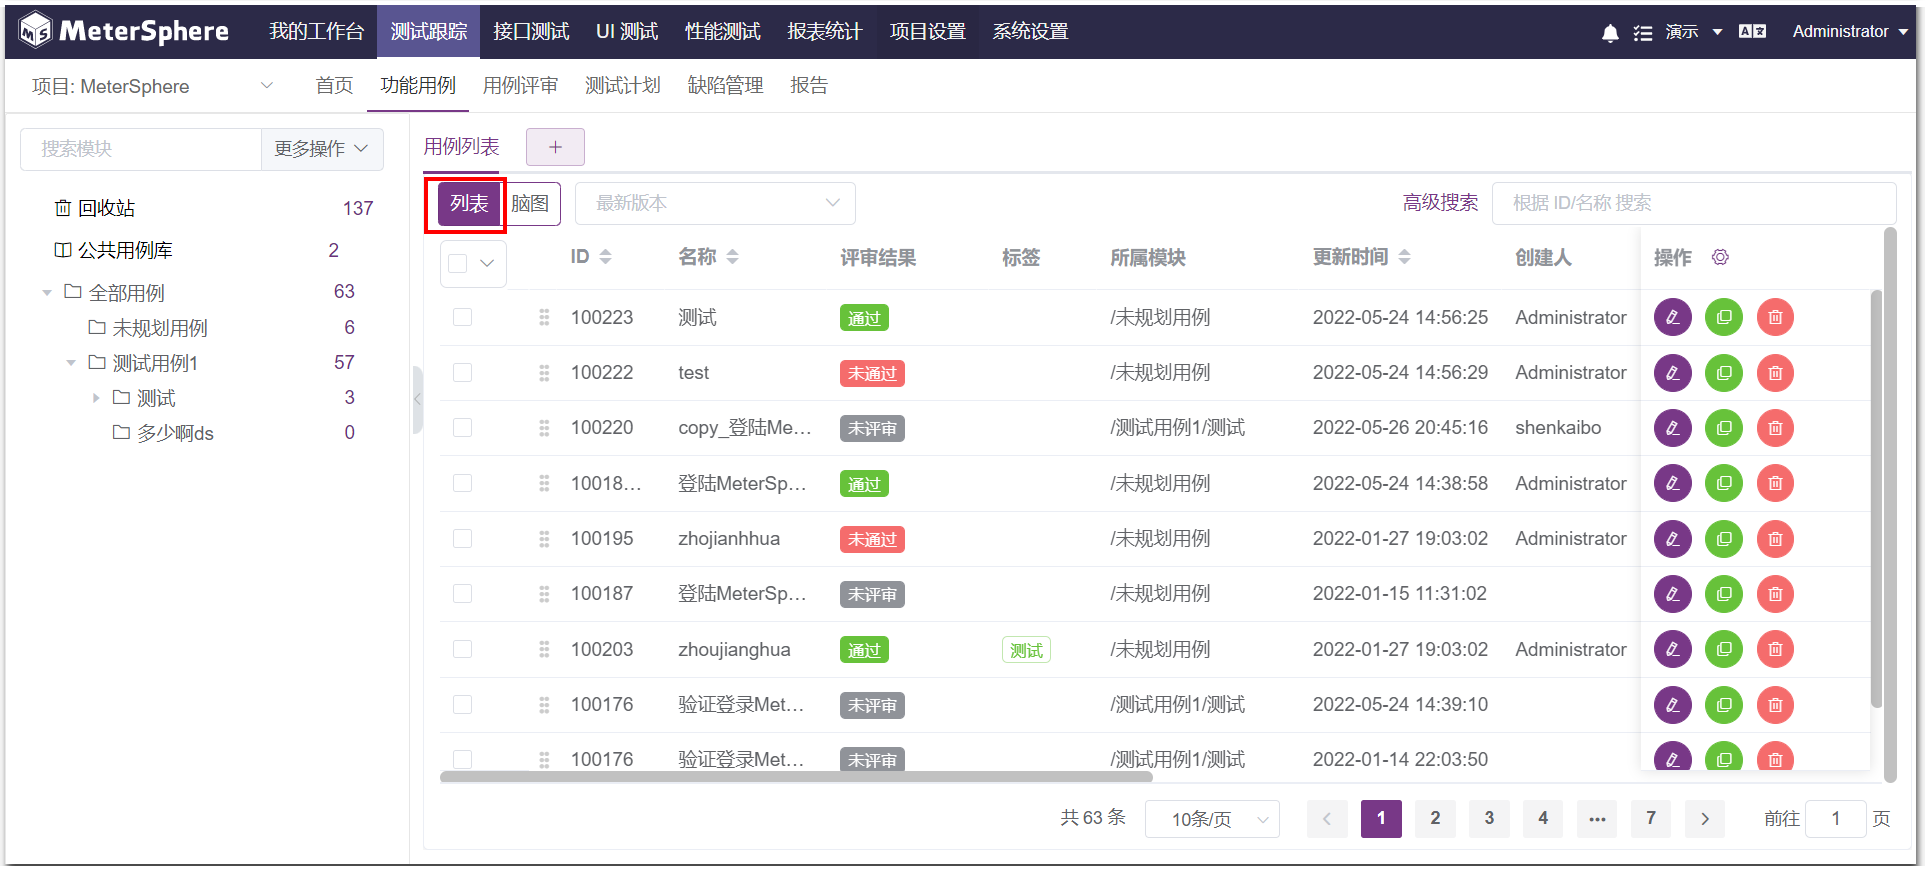 MeterSphere 我的工作台 测试跟踪 接口测试 UI 测试 性能测试 报表统计 项目设置 系统设置 演示 Administrator
项目: MeterSphere 首页 功能用例 用例评审 测试计划 缺陷管理 报告
搜索模块 更多操作
回收站 137
公共用例库 2
全部用例 63
未规划用例 6
测试用例1 57
测试 3
多少啊ds 0
用例列表 +
列表 脑图 最新版本 高级搜索 根据 ID/名称 搜索
ID 名称 评审结果 标签 所属模块 更新时间 创建人 操作
100223 测试 通过 /未规划用例 2022-05-24 14:56:25 Administrator
100222 test 未通过 /未规划用例 2022-05-24 14:56:29 Administrator
100220 copy_登陆Me... 未评审 /测试用例1/测试 2022-05-26 20:45:16 shenkaibo
10018... 登陆MeterSp... 通过 /未规划用例 2022-05-24 14:38:58 Administrator
100195 zhojianhhua 未通过 /未规划用例 2022-01-27 19:03:02 Administrator
100187 登陆MeterSp... 未评审 /未规划用例 2022-01-15 11:31:02
100203 zhoujianghua 通过 测试 /未规划用例 2022-01-27 19:03:02 Administrator
100176 验证登录Met... 未评审 /测试用例1/测试 2022-05-24 14:39:10
100176 验证登录Met... 未评审 /测试用例1/测试 2022-01-14 22:03:50
共 63 条 10条/页 1 2 3 4 ... 7 前往 1 页